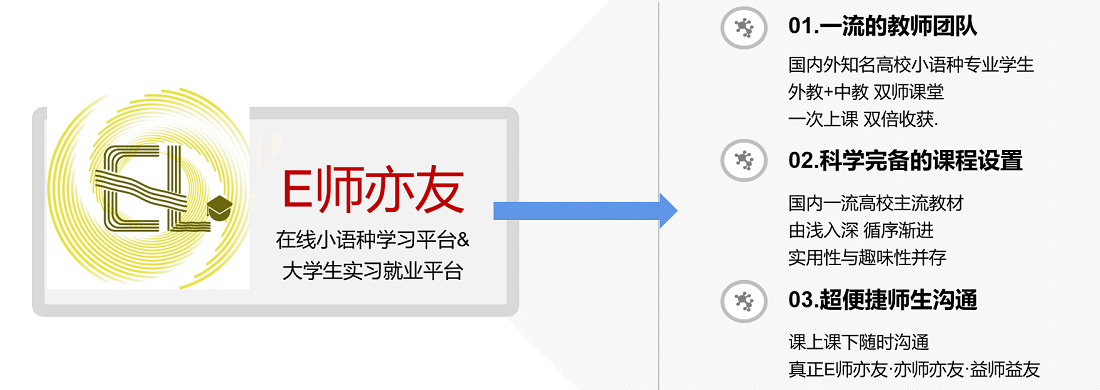 EL
E师亦友
在线小语种学习平台&
大学生实习就业平台
01.一流的教师团队
国内外知名高校小语种专业学生
外教+中教 双师课堂
一次上课 双倍收获.
02.科学完备的课程设置
国内一流高校主流教材
由浅入深 循序渐进
实用性与趣味性并存
03.超便捷师生沟通
课上课下随时沟通
真正E师亦友·亦师亦友·益师益友